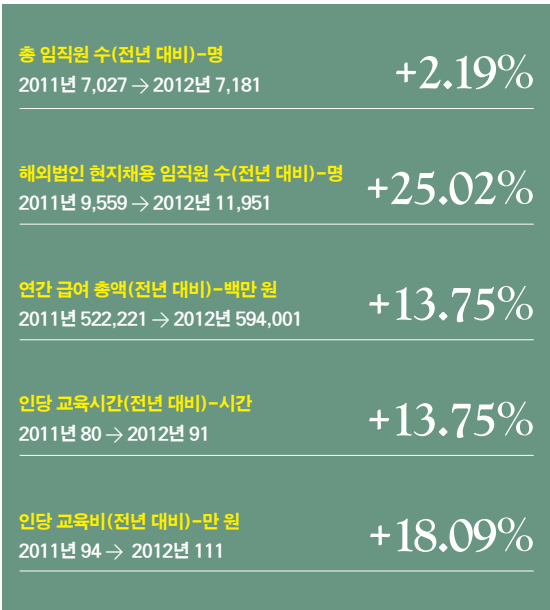 총 임직원 수(전년 대비)-명
2011년 7,027 → 2012년 7,181
+2.19%
해외법인 현지채용 임직원 수(전년 대비)-명
2011년 9,559 → 2012년 11,951
+25.02%
연간 급여 총액(전년 대비)-백만 원
2011년 522,221 → 2012년 594,001
+13.75%
인당 교육시간(전년 대비)-시간
2011년 80 → 2012년 91
+13.75%
인당 교육비(전년 대비)-만 원
2011년 94 → 2012년 111
+18.09%